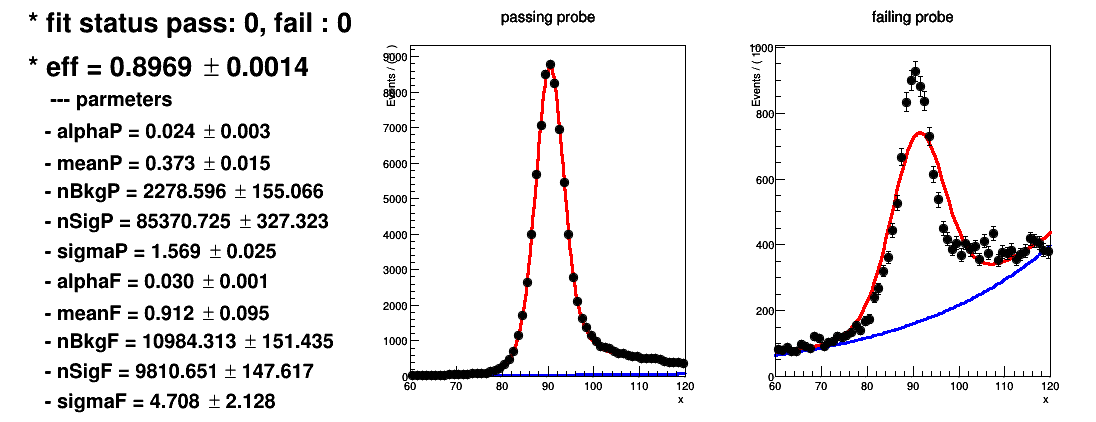 * fit status pass: 0, fail : 0
* eff = 0.8969 ± 0.0014
--- parmeters
- alphaP = 0.024 ± 0.003
- meanP = 0.373 ± 0.015
- nBkgP = 2278.596 ± 155.066
- nSigP = 85370.725 ± 327.323
- sigmaP = 1.569 ± 0.025
- alphaF = 0.030 ± 0.001
- meanF = 0.912 ± 0.095
- nBkgF = 10984.313 ± 151.435
- nSigF = 9810.651 ± 147.617
- sigmaF = 4.708 ± 2.128
passing probe
Events / (
9000
8000
7000
6000
5000
4000
3000
2000
1000
0
60 70 80 90 100 110 120
x
failing probe
Events / (
1000
800
600
400
200
0
60 70 80 90 100 110 120
x